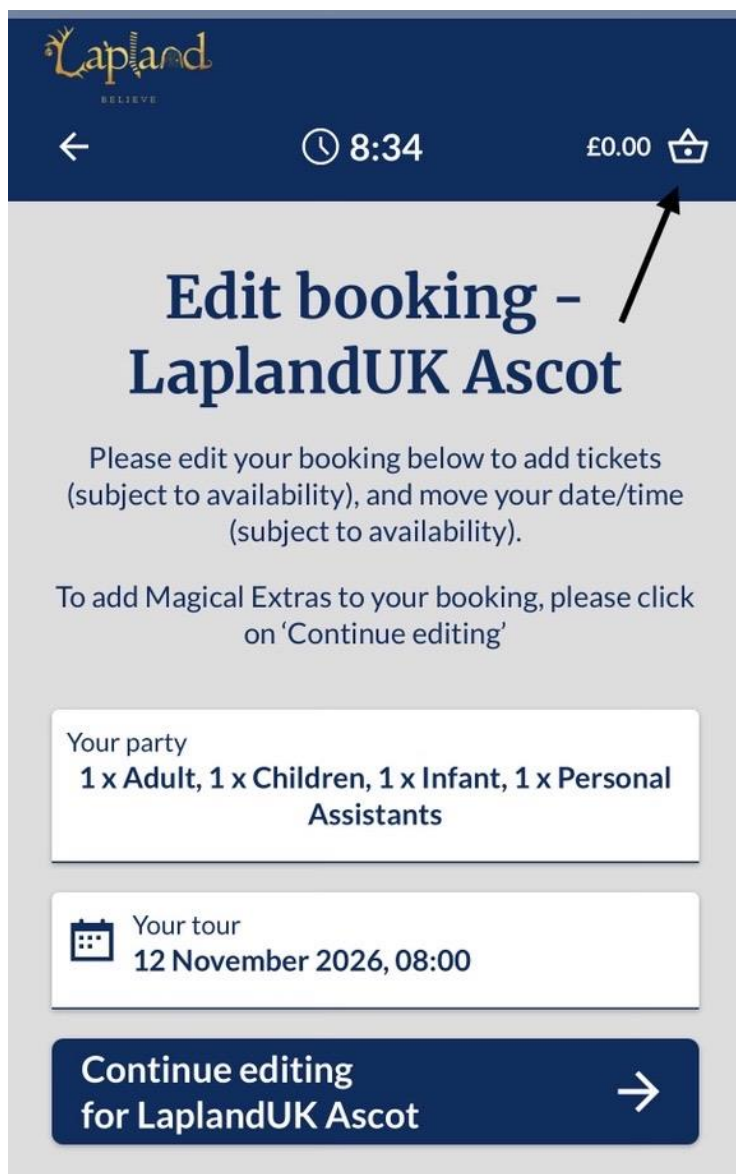 Lapland
BELIEVE
8:34
£0.00
Edit booking -
LaplandUK Ascot
Please edit your booking below to add tickets
(subject to availability), and move your date/time
(subject to availability).
To add Magical Extras to your booking, please click
on ‘Continue editing’
Your party
1 x Adult, 1 x Children, 1 x Infant, 1 x Personal
Assistants
Your tour
12 November 2026, 08:00
Continue editing
for LaplandUK Ascot